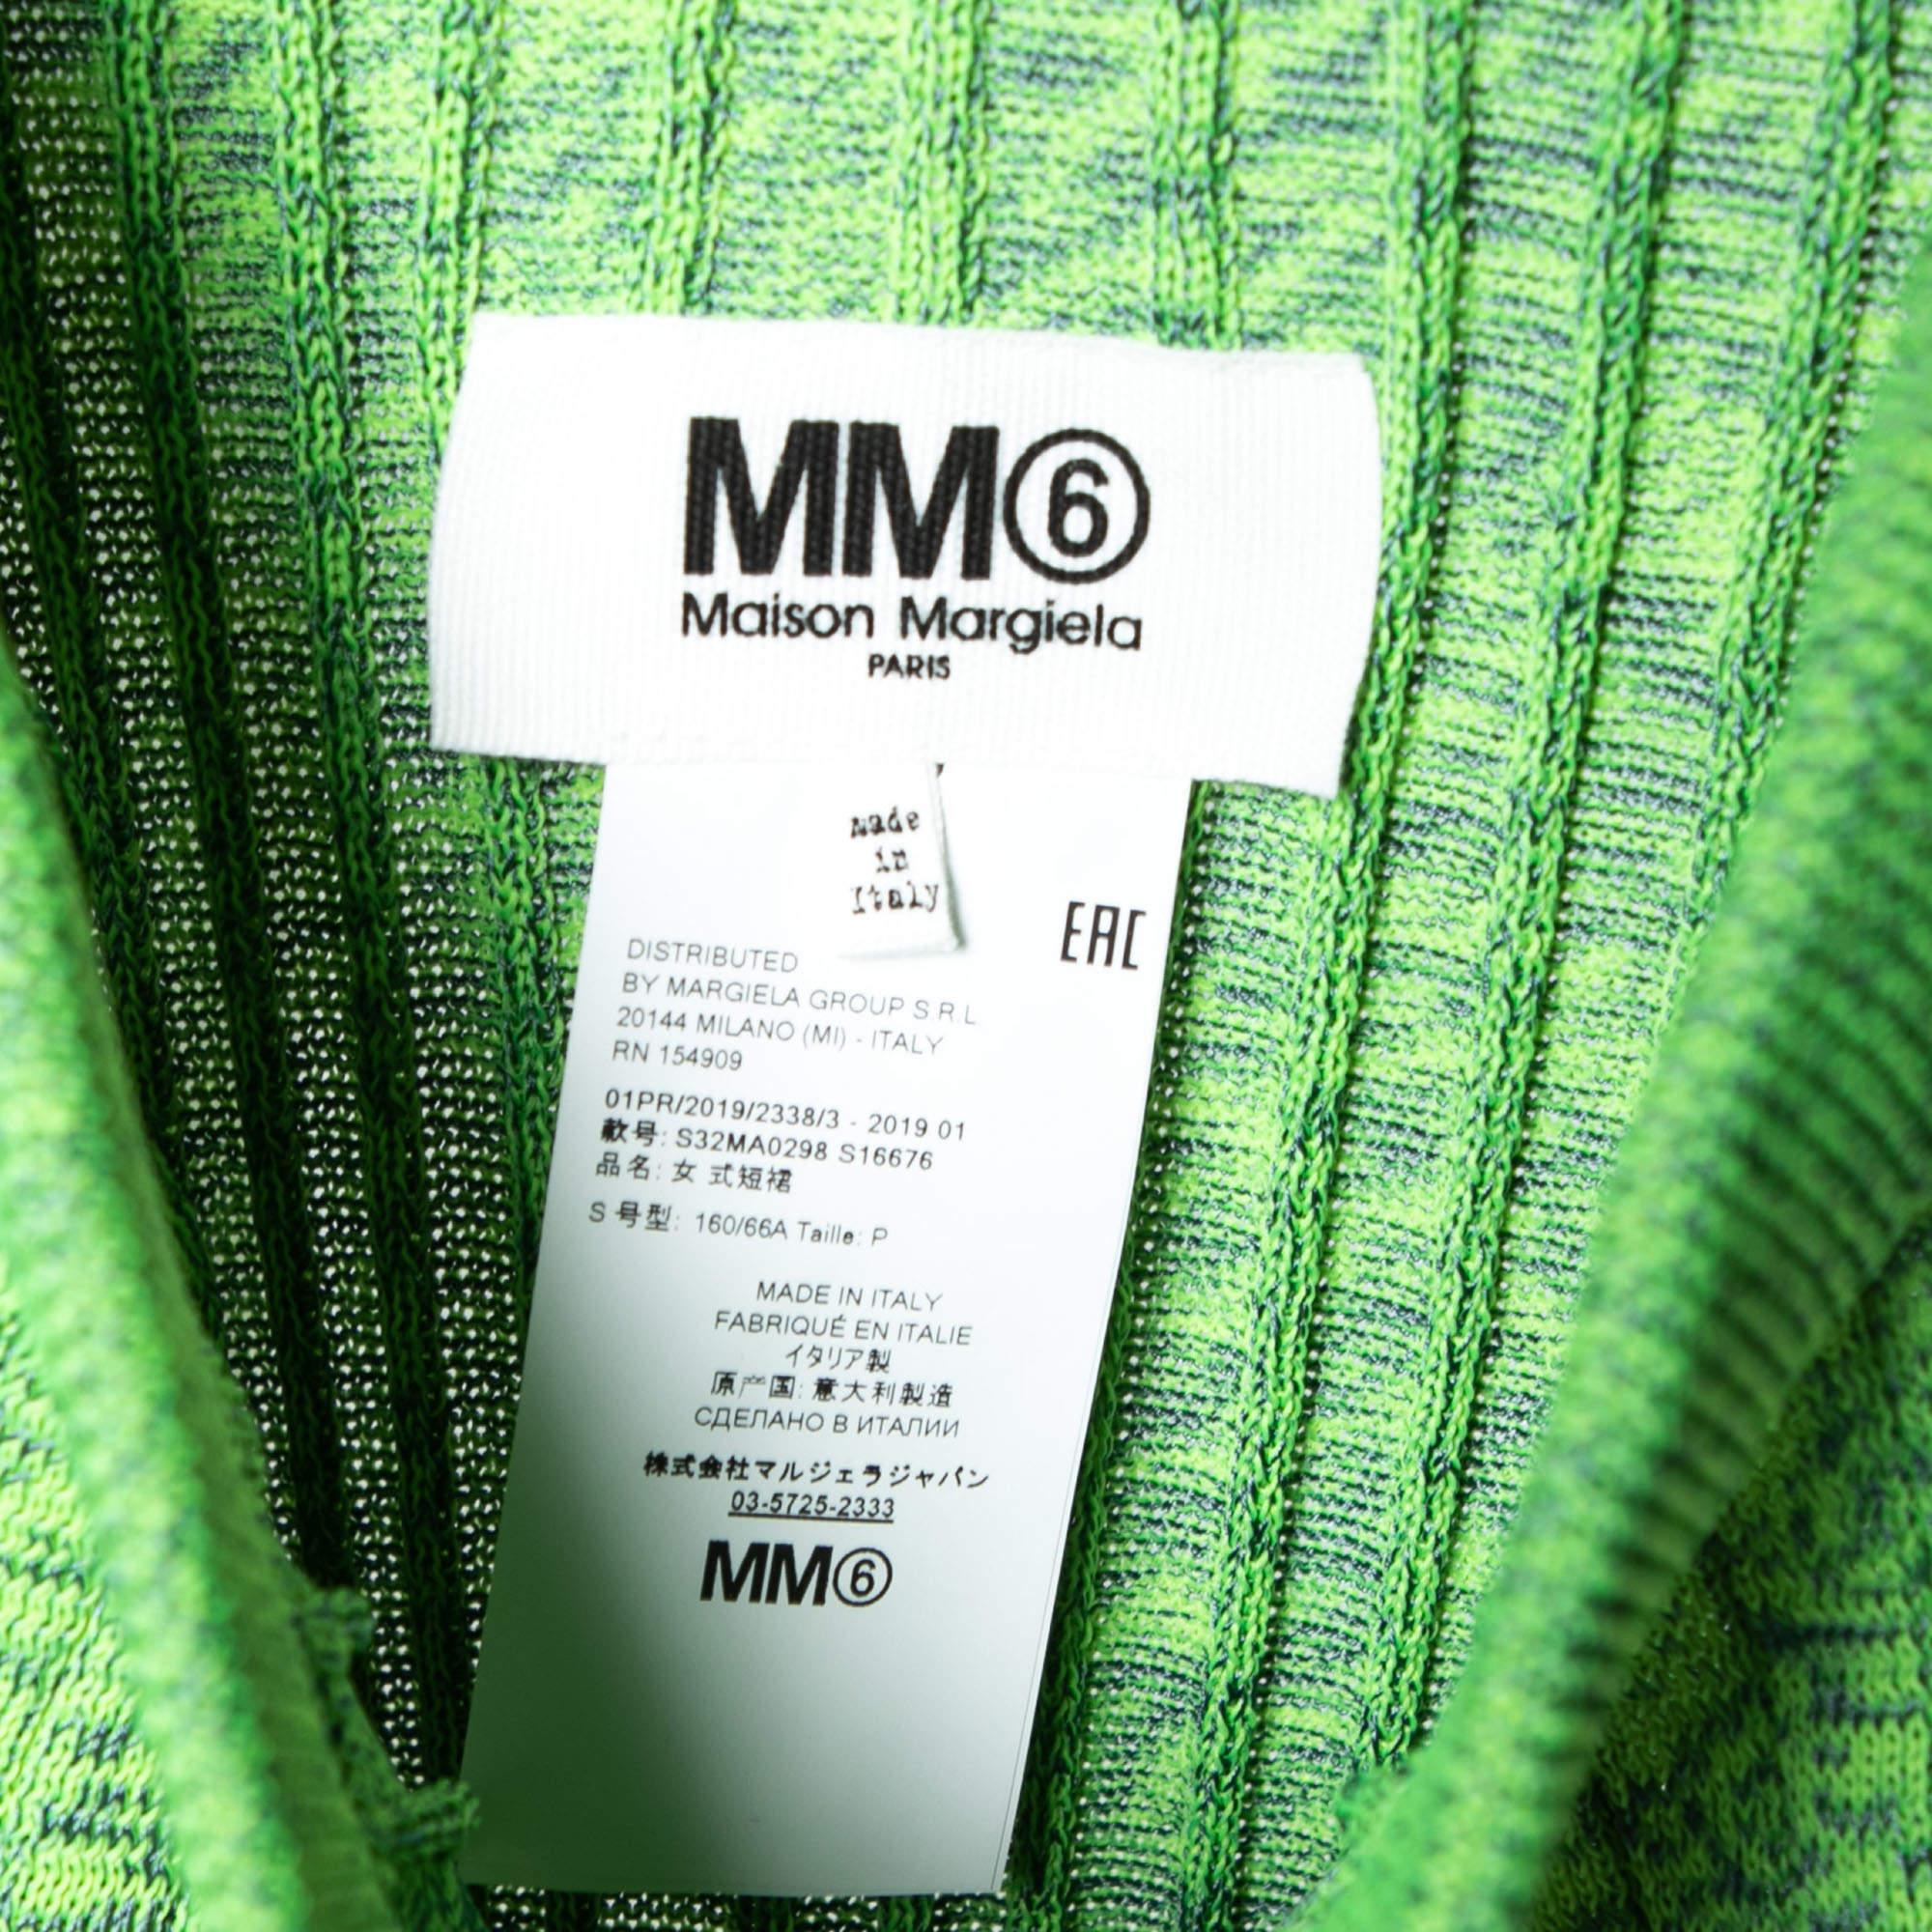 MM⑥
Maison Margiela
PARIS
Made
in
Italy
EAC
DISTRIBUTED
BY MARGIELA GROUP S.R.L.
20144 MILANO (MI) - ITALY
RN 154909
01PR/2019/2338/3 - 2019 01
款号: S32MA0298 S16676
品名: 女 式短裙
S 号型: 160/66A Taille: P
MADE IN ITALY
FABRIQUÉ EN ITALIE
イタリア製
原产国: 意大利製造
СДЕЛАНО В ИТАЛИИ
株式会社マルジェラジャパン
03-5725-2333
MM⑥